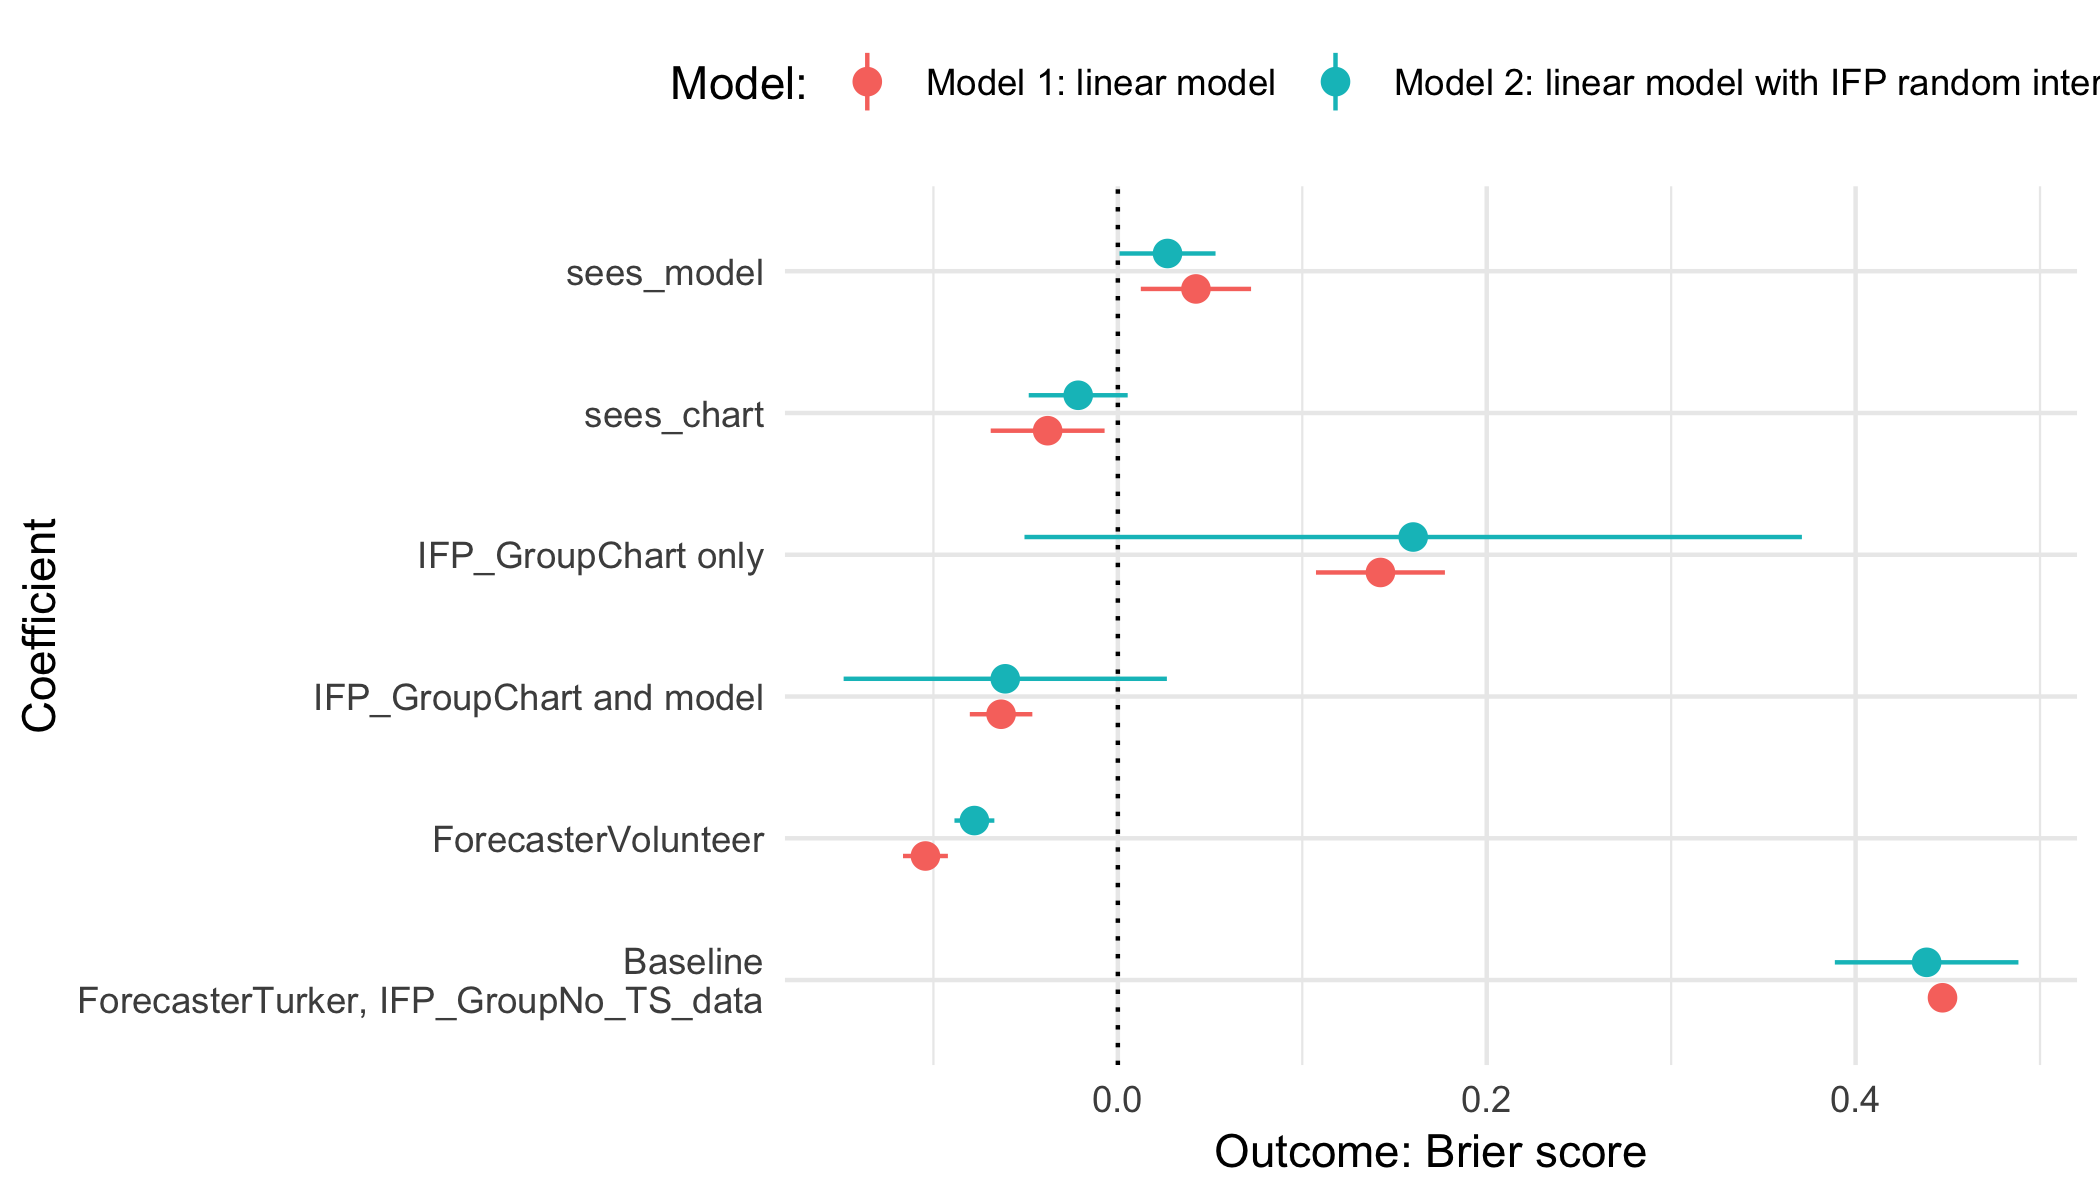 Model: Model 1: linear model Model 2: linear model with IFP random inter
sees_model
sees_chart
IFP_GroupChart only
IFP_GroupChart and model
ForecasterVolunteer
Baseline
ForecasterTurker, IFP_GroupNo_TS_data
Coefficient
0.0 0.2 0.4
Outcome: Brier score